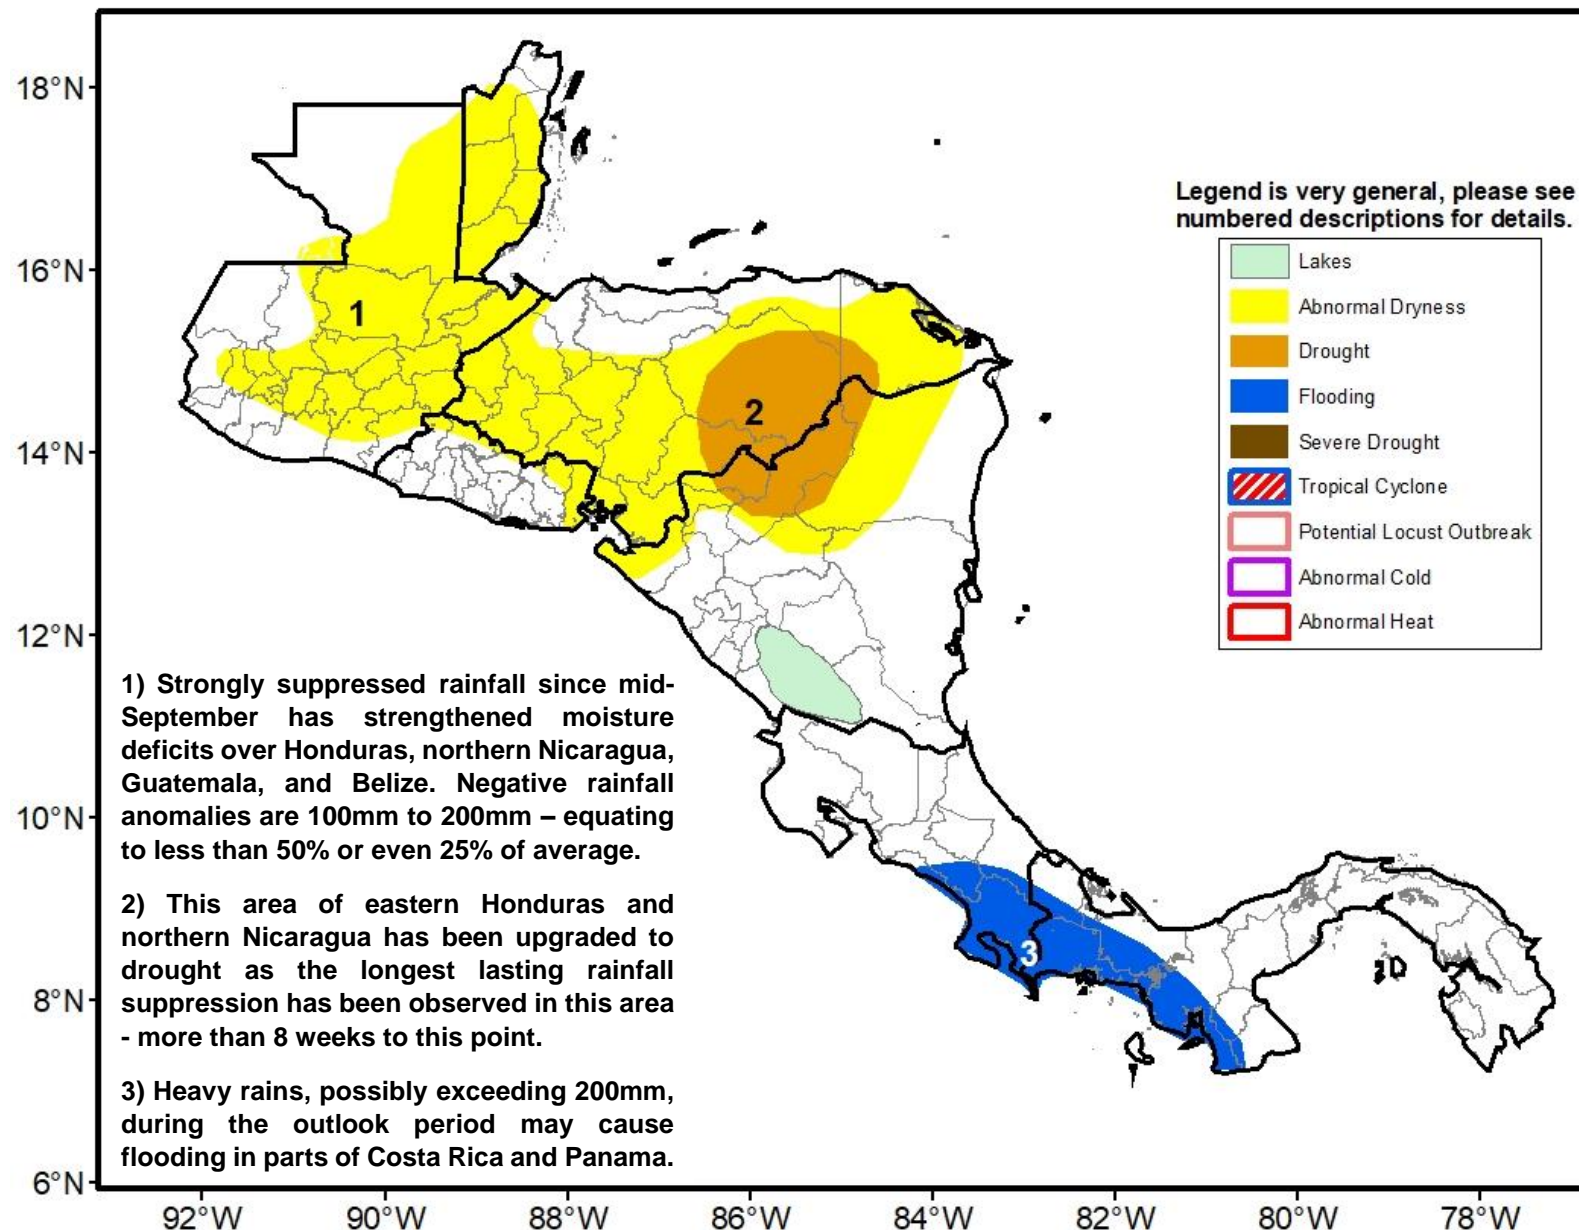 18°N
16°N
14°N
12°N
10°N
8°N
6°N
92°W
90°W
88°W
86°W
84°W
82°W
80°W
78°W
1
2
3
Legend is very general, please see
numbered descriptions for details.
Lakes
Abnormal Dryness
Drought
Flooding
Severe Drought
Tropical Cyclone
Potential Locust Outbreak
Abnormal Cold
Abnormal Heat
1) Strongly suppressed rainfall since mid-
September has strengthened moisture
deficits over Honduras, northern Nicaragua,
Guatemala, and Belize. Negative rainfall
anomalies are 100mm to 200mm – equating
to less than 50% or even 25% of average.
2) This area of eastern Honduras and
northern Nicaragua has been upgraded to
drought as the longest lasting rainfall
suppression has been observed in this area
- more than 8 weeks to this point.
3) Heavy rains, possibly exceeding 200mm,
during the outlook period may cause
flooding in parts of Costa Rica and Panama.